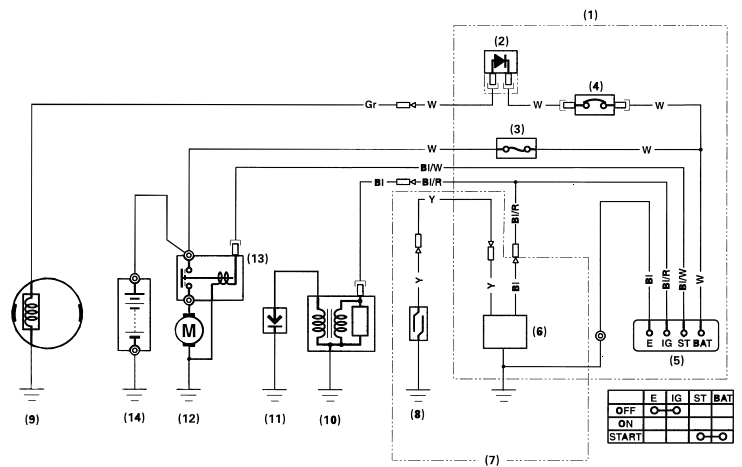 (1)
(2)
(4)
Gr W W W
(3)
W W
Bl/W
Bl Bl/R
Y
Bl/R
(13)
Y Y Bl
Bl Bl/R Bl/W W
M
(6)
E IG ST BAT
(5)
(9) (14) (12) (11) (10) (8)
(7)
E IG ST BAT
OFF
ON
START